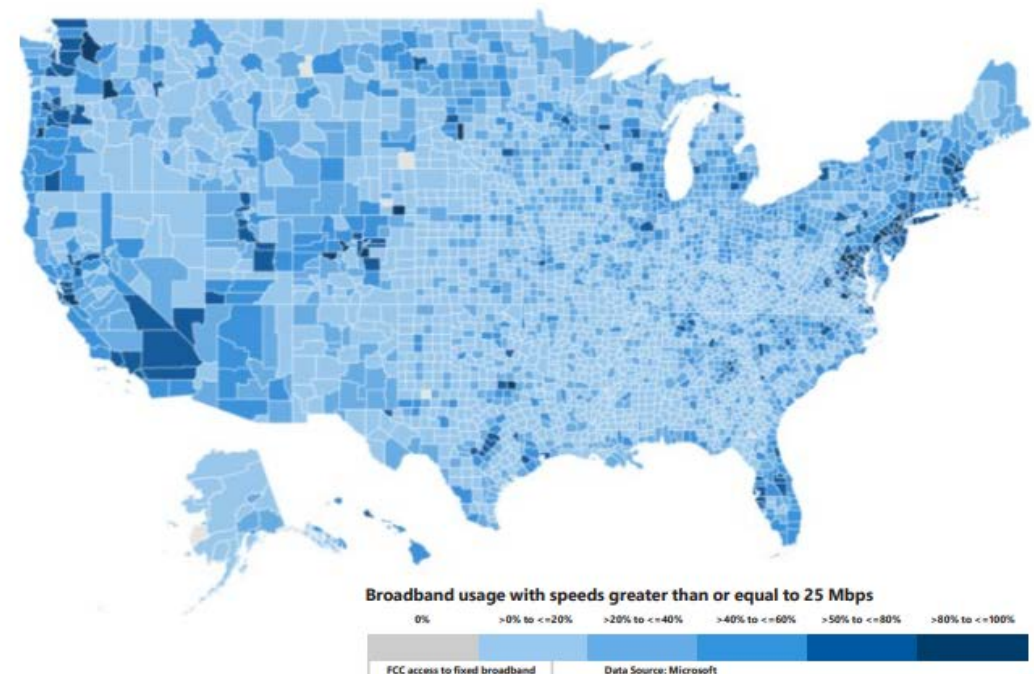 Broadband usage with speeds greater than or equal to 25 Mbps
0% >0% to <=20% >20% to <=40% >40% to <=60% >50% to <=80% >80% to <=100%
FCC access to fixed broadband Data Source: Microsoft